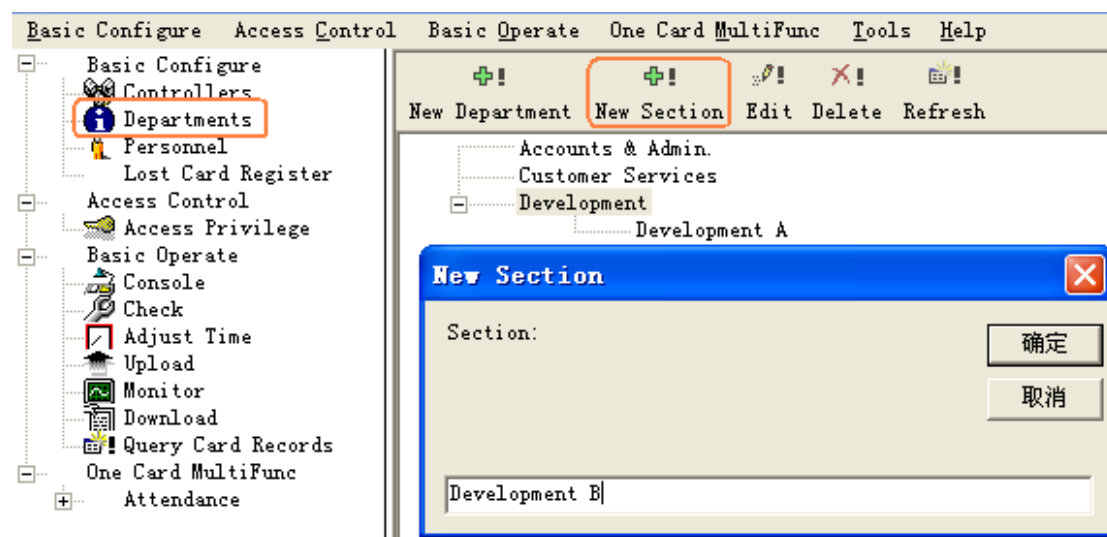 Basic Configure Access Control Basic Operate One Card MultiFunc Tools Help
Basic Configure
Controllers
Departments
Personnel
Lost Card Register
Access Control
Access Privilege
Basic Operate
Console
Check
Adjust Time
Upload
Monitor
Download
Query Card Records
One Card MultiFunc
Attendance
New Department New Section Edit Delete Refresh
Accounts & Admin.
Customer Services
Development
Development A
New Section
Section:
确定
取消
Development B